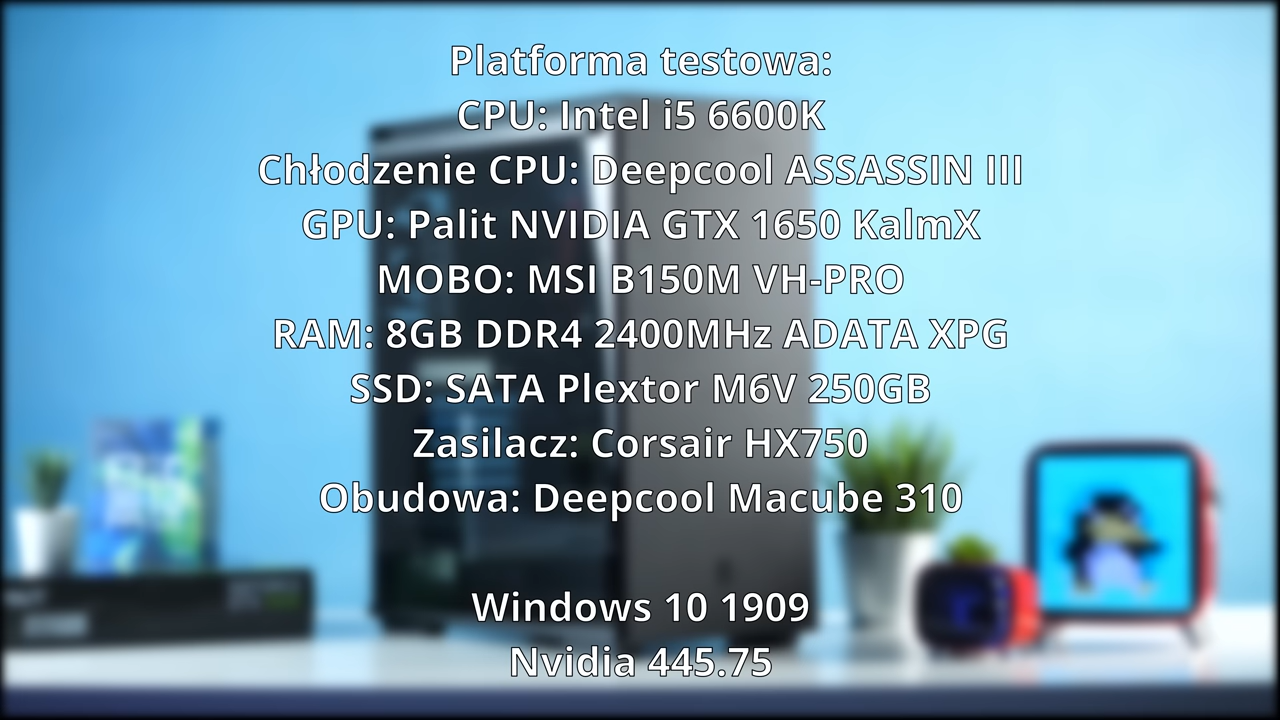 Platforma testowa:
CPU: Intel i5 6600K
Chłodzenie CPU: Deepcool ASSASSIN III
GPU: Palit NVIDIA GTX 1650 KalmX
MOBO: MSI B150M VH-PRO
RAM: 8GB DDR4 2400MHz ADATA XPG
SSD: SATA Plextor M6V 250GB
Zasilacz: Corsair HX750
Obudowa: Deepcool Macube 310
Windows 10 1909
Nvidia 445.75